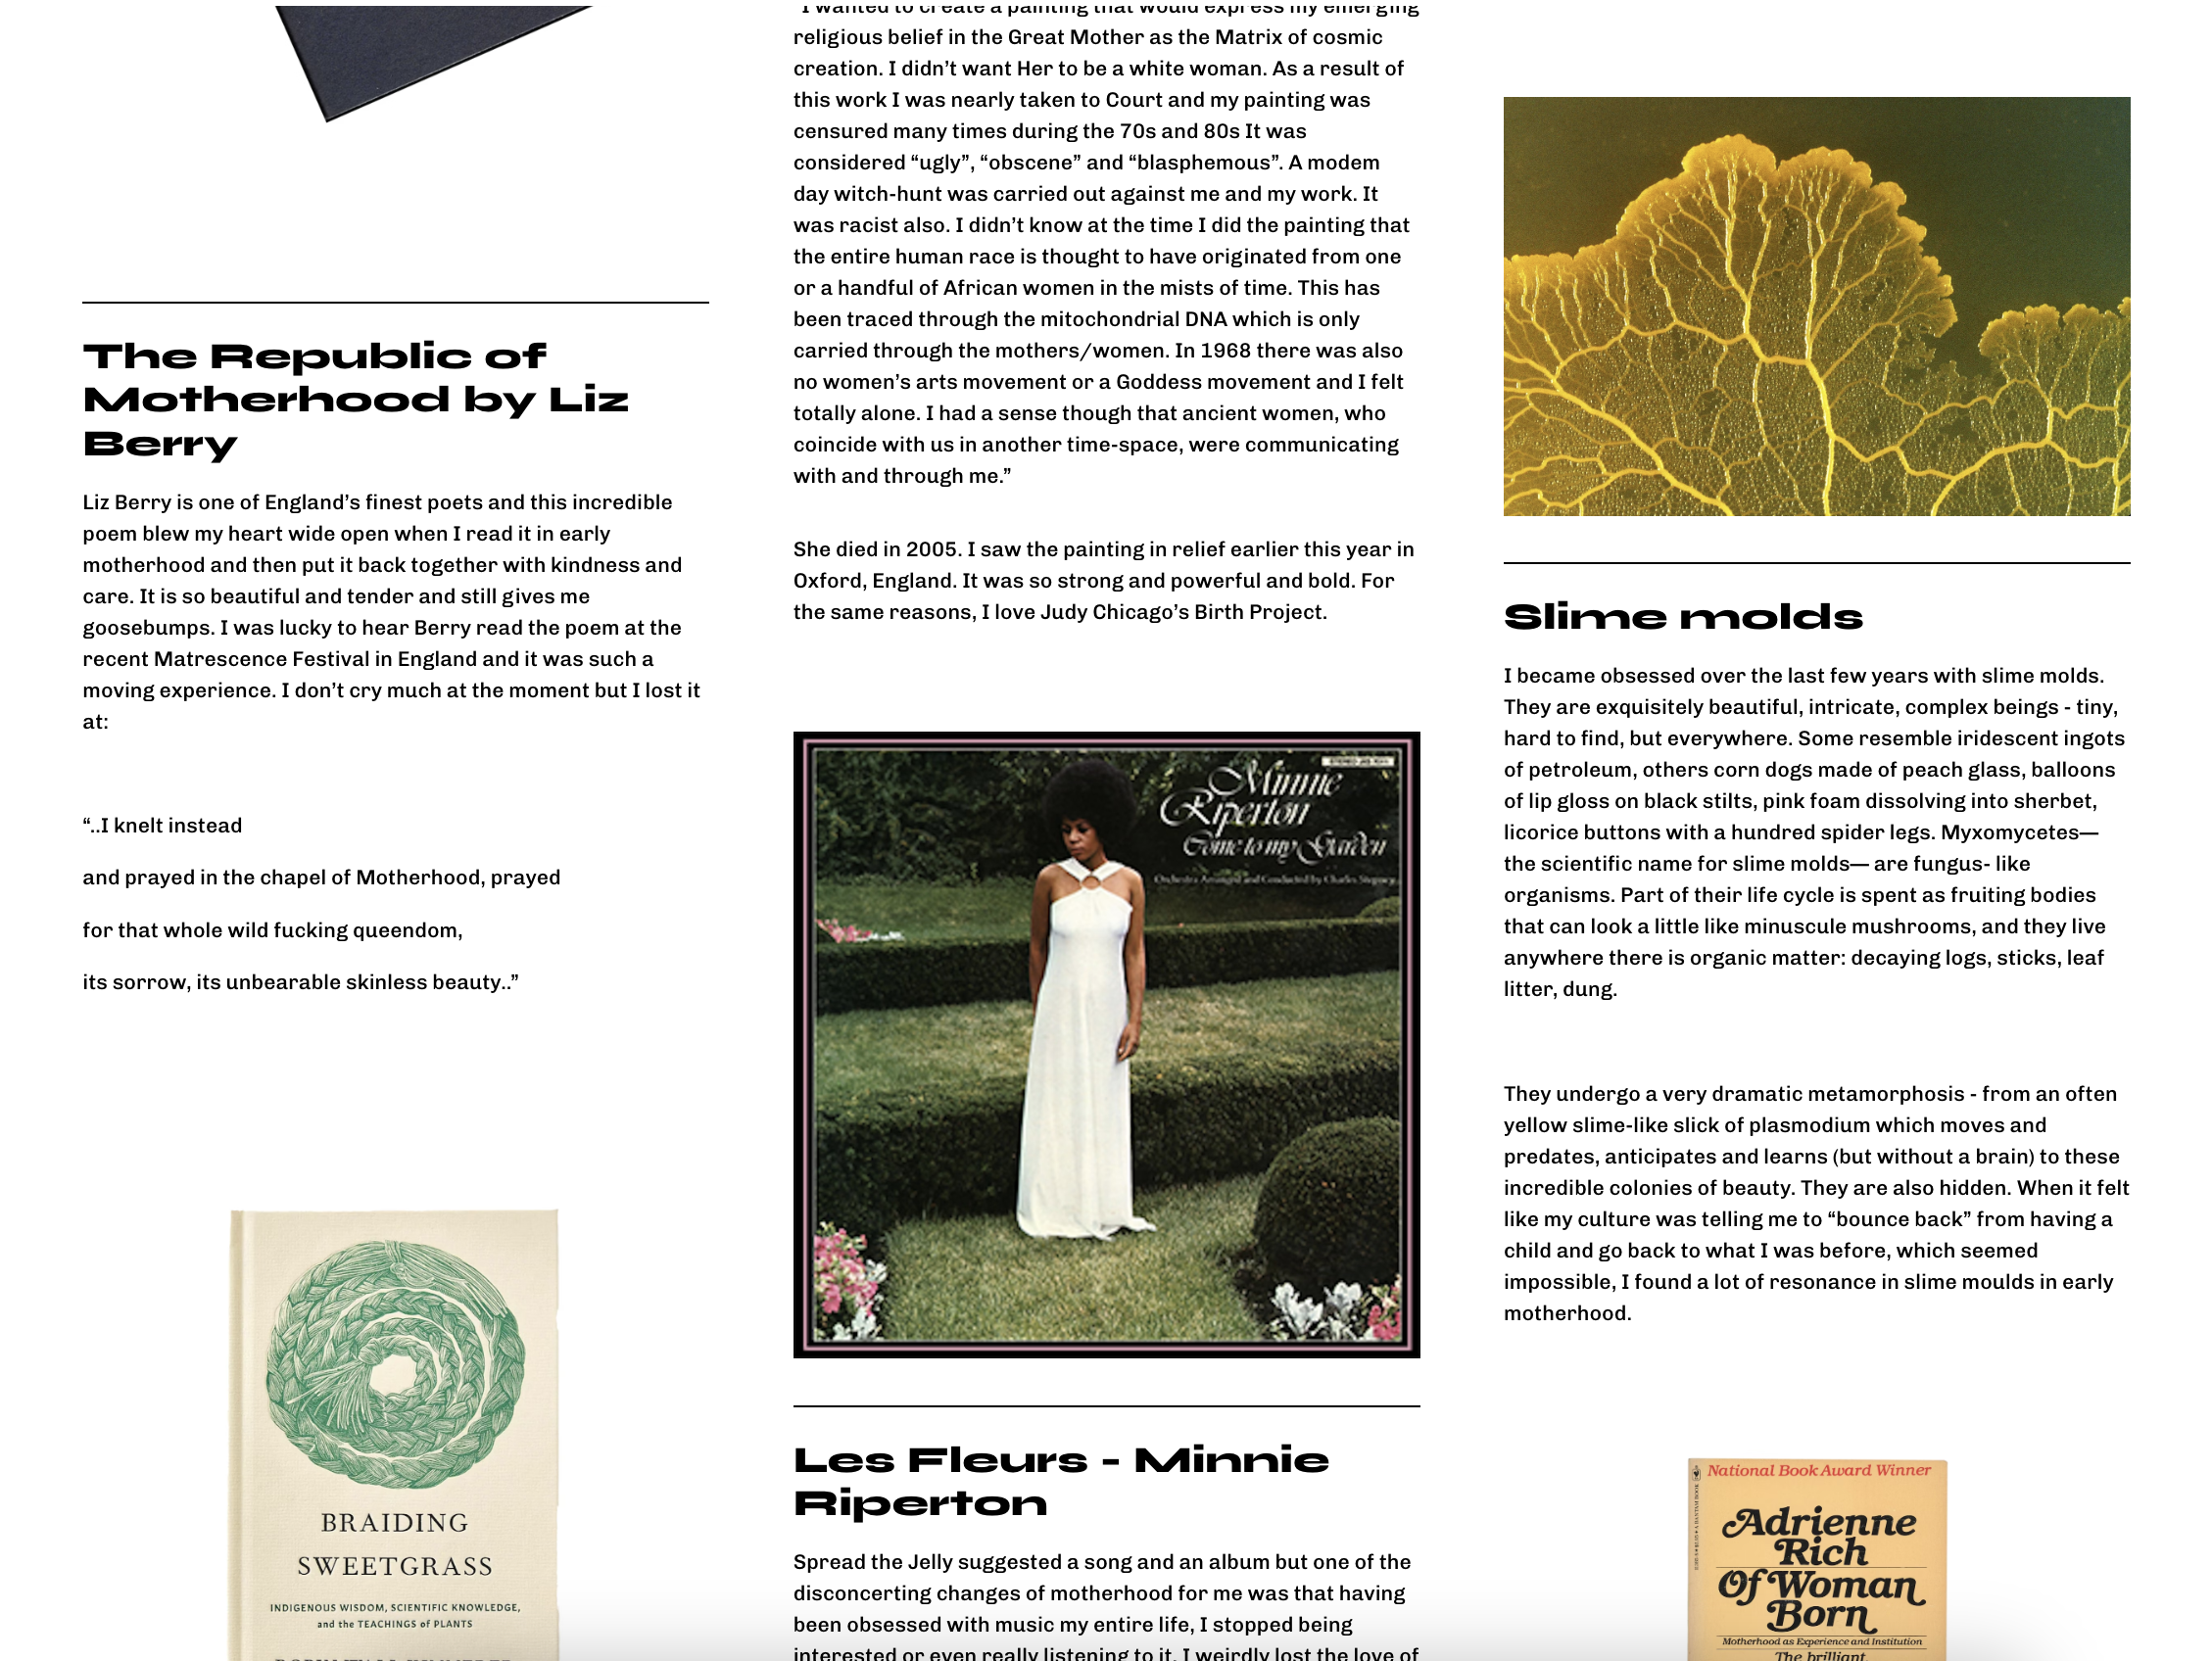 The Republic of
Motherhood by Liz
Berry
Liz Berry is one of England’s finest poets and this incredible
poem blew my heart wide open when I read it in early
motherhood and then put it back together with kindness and
care. It is so beautiful and tender and still gives me
goosebumps. I was lucky to hear Berry read the poem at the
recent Matrescence Festival in England and it was such a
moving experience. I don’t cry much at the moment but I lost it
at:
“..I knelt instead
and prayed in the chapel of Motherhood, prayed
for that whole wild fucking queendom,
its sorrow, its unbearable skinless beauty..”
BRAIDING
SWEETGRASS
INDIGENOUS WISDOM, SCIENTIFIC KNOWLEDGE,
and the TEACHINGS of PLANTS
“I wanted to create a painting that would express my emerging
religious belief in the Great Mother as the Matrix of cosmic
creation. I didn’t want Her to be a white woman. As a result of
this work I was nearly taken to Court and my painting was
censured many times during the 70s and 80s It was
considered “ugly”, “obscene” and “blasphemous”. A modem
day witch-hunt was carried out against me and my work. It
was racist also. I didn’t know at the time I did the painting that
the entire human race is thought to have originated from one
or a handful of African women in the mists of time. This has
been traced through the mitochondrial DNA which is only
carried through the mothers/women. In 1968 there was also
no women’s arts movement or a Goddess movement and I felt
totally alone. I had a sense though that ancient women, who
coincide with us in another time-space, were communicating
with and through me.”
She died in 2005. I saw the painting in relief earlier this year in
Oxford, England. It was so strong and powerful and bold. For
the same reasons, I love Judy Chicago’s Birth Project.
Minnie
Riperton
Come to my Garden
Orchestra Arranged and Conducted by Charles Stepney
Les Fleurs - Minnie
Riperton
Spread the Jelly suggested a song and an album but one of the
disconcerting changes of motherhood for me was that having
been obsessed with music my entire life, I stopped being
interested or even really listening to it. I weirdly lost the love of
Slime molds
I became obsessed over the last few years with slime molds.
They are exquisitely beautiful, intricate, complex beings - tiny,
hard to find, but everywhere. Some resemble iridescent ingots
of petroleum, others corn dogs made of peach glass, balloons
of lip gloss on black stilts, pink foam dissolving into sherbet,
licorice buttons with a hundred spider legs. Myxomycetes—
the scientific name for slime molds— are fungus- like
organisms. Part of their life cycle is spent as fruiting bodies
that can look a little like minuscule mushrooms, and they live
anywhere there is organic matter: decaying logs, sticks, leaf
litter, dung.
They undergo a very dramatic metamorphosis - from an often
yellow slime-like slick of plasmodium which moves and
predates, anticipates and learns (but without a brain) to these
incredible colonies of beauty. They are also hidden. When it felt
like my culture was telling me to “bounce back” from having a
child and go back to what I was before, which seemed
impossible, I found a lot of resonance in slime moulds in early
motherhood.
National Book Award Winner
Adrienne
Rich
Of Woman
Born
Motherhood as Experience and Institution
The brilliant